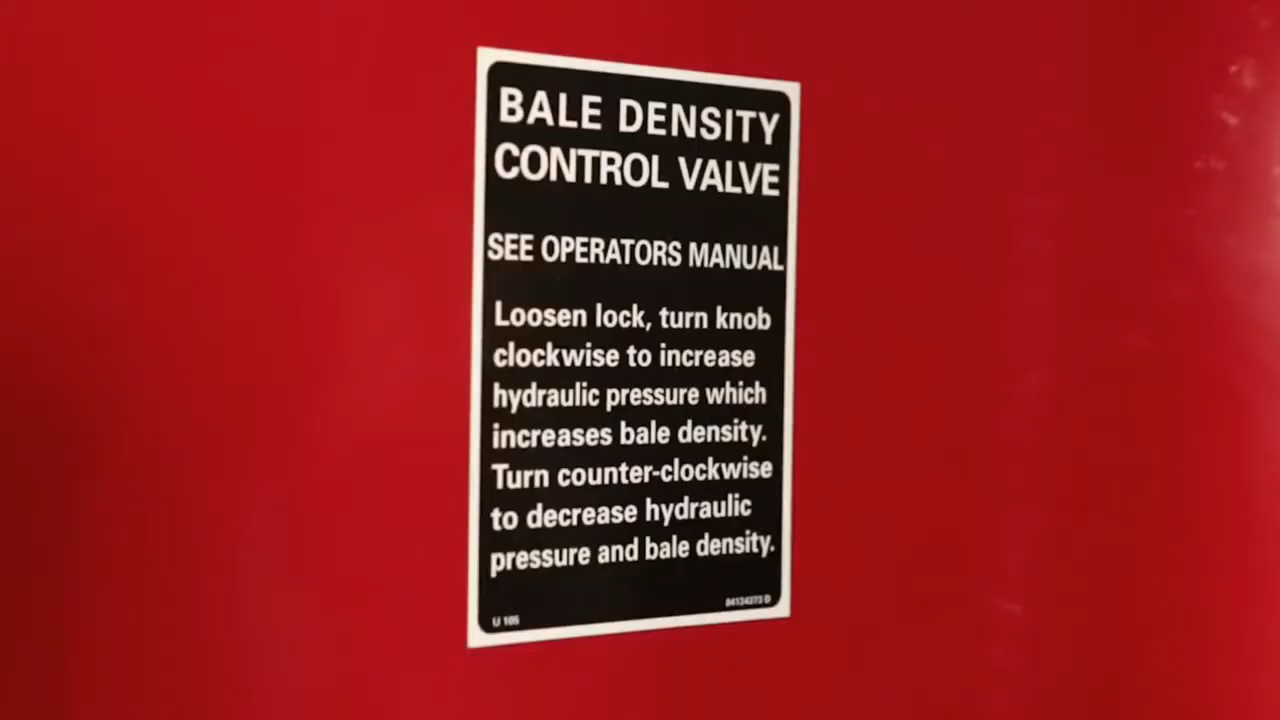 BALE DENSITY
CONTROL VALVE
SEE OPERATORS MANUAL
Loosen lock, turn knob
clockwise to increase
hydraulic pressure which
increases bale density.
Turn counter-clockwise
to decrease hydraulic
pressure and bale density.
U 105